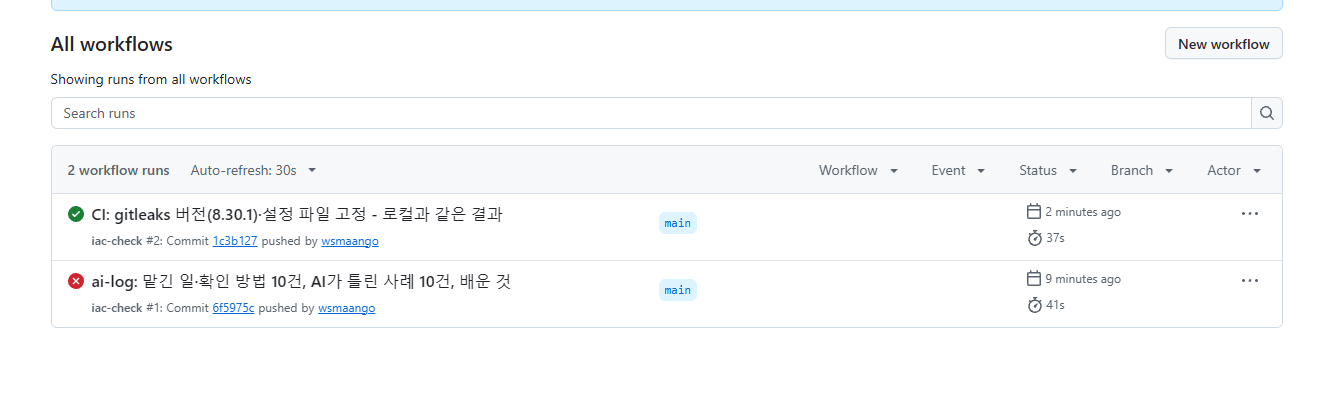 All workflows
New workflow
Showing runs from all workflows
Search runs
2 workflow runs Auto-refresh: 30s Workflow Event Status Branch Actor
CI: gitleaks 버전(8.30.1)·설정 파일 고정 - 로컬과 같은 결과
main
2 minutes ago
iac-check #2: Commit 1c3b127 pushed by wsmaango
37s
ai-log: 맡긴 일·확인 방법 10건, AI가 틀린 사례 10건, 배운 것
main
9 minutes ago
iac-check #1: Commit 6f5975c pushed by wsmaango
41s